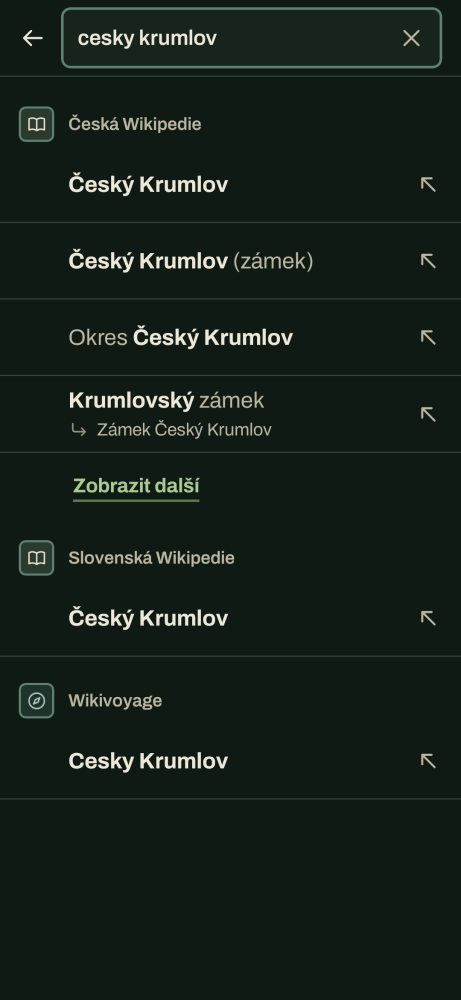 cesky krumlov
Česká Wikipedie
Český Krumlov
Český Krumlov (zámek)
Okres Český Krumlov
Krumlovský zámek
Zámek Český Krumlov
Zobrazit další
Slovenská Wikipedie
Český Krumlov
Wikivoyage
Cesky Krumlov